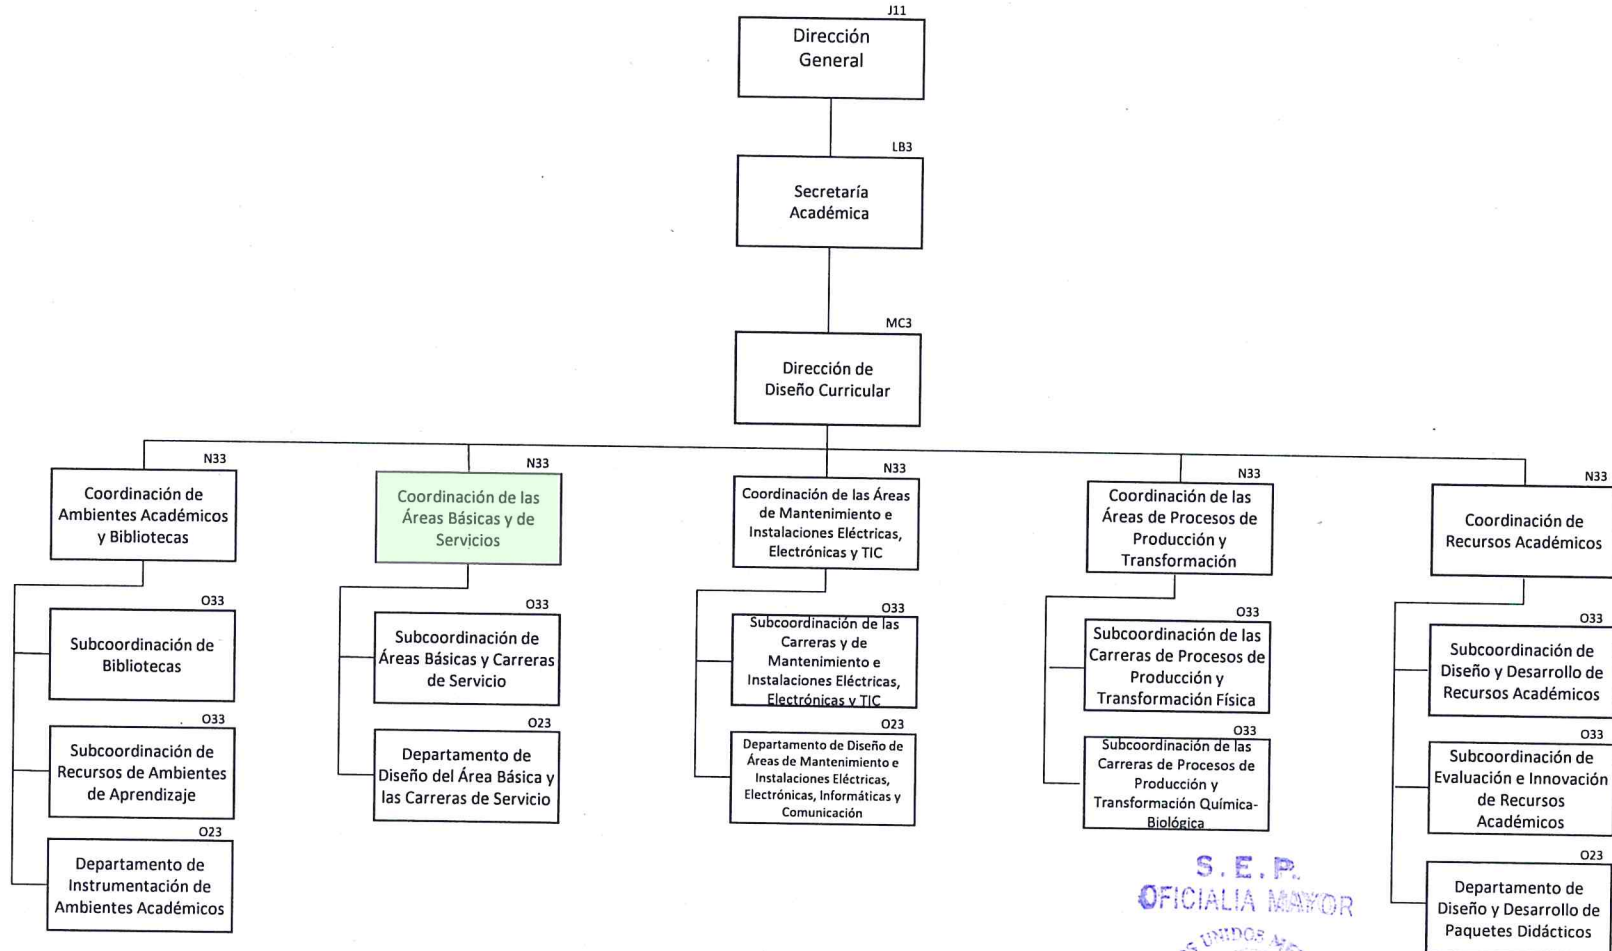 J11
Dirección
General
LB3
Secretaría
Académica
MC3
Dirección de
Diseño Curricular
N33
Coordinación de
Ambientes Académicos
y Bibliotecas
N33
Coordinación de las
Áreas Básicas y de
Servicios
N33
Coordinación de las Áreas
de Mantenimiento e
Instalaciones Eléctricas,
Electrónicas y TIC
N33
Coordinación de las
Áreas de Procesos de
Producción y
Transformación
N33
Coordinación de
Recursos Académicos
O33
Subcoordinación de
Bibliotecas
O33
Subcoordinación de
Recursos de Ambientes
de Aprendizaje
O23
Departamento de
Instrumentación de
Ambientes Académicos
O33
Subcoordinación de
Áreas Básicas y Carreras
de Servicio
O23
Departamento de
Diseño del Área Básica y
las Carreras de Servicio
O33
Subcoordinación de las
Carreras y de
Mantenimiento e
Instalaciones Eléctricas,
Electrónicas y TIC
O23
Departamento de Diseño de
Áreas de Mantenimiento e
Instalaciones Eléctricas,
Electrónicas, Informáticas y
Comunicación
O33
Subcoordinación de las
Carreras de Procesos de
Producción y
Transformación Física
O33
Subcoordinación de las
Carreras de Procesos de
Producción y
Transformación Química-
Biológica
O33
Subcoordinación de
Diseño y Desarrollo de
Recursos Académicos
O33
Subcoordinación de
Evaluación e Innovación
de Recursos
Académicos
O23
Departamento de
Diseño y Desarrollo de
Paquetes Didácticos
S.E.P.
OFICIALIA MAYOR
UNIDOS